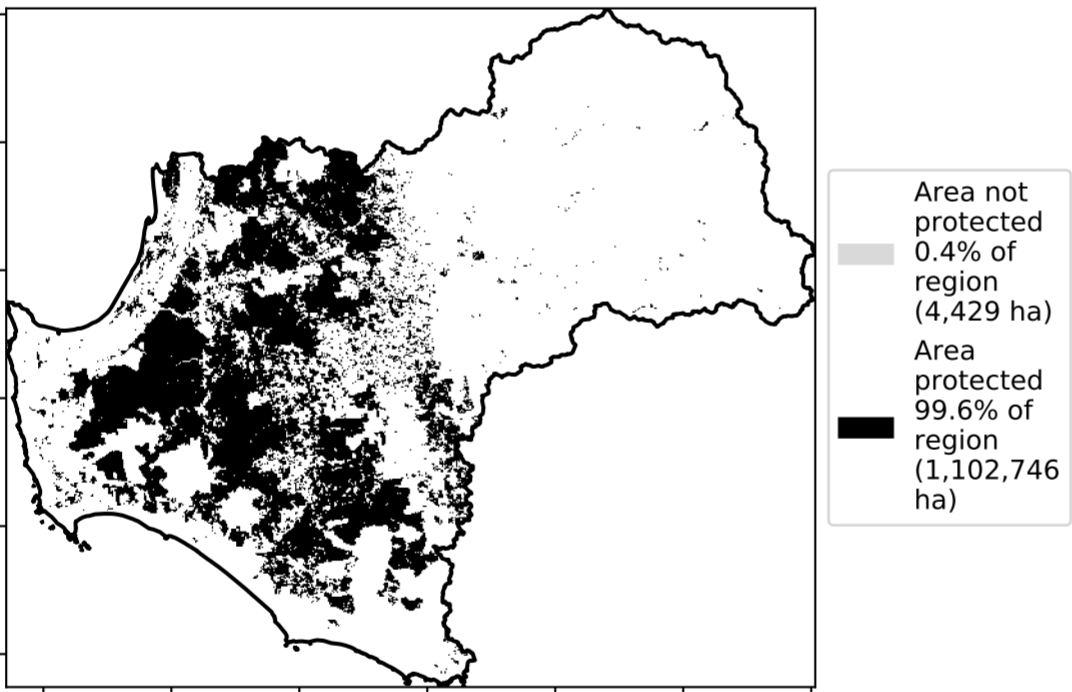 Area not
protected
0.4% of
region
(4,429 ha)
Area
protected
99.6% of
region
(1,102,746
ha)